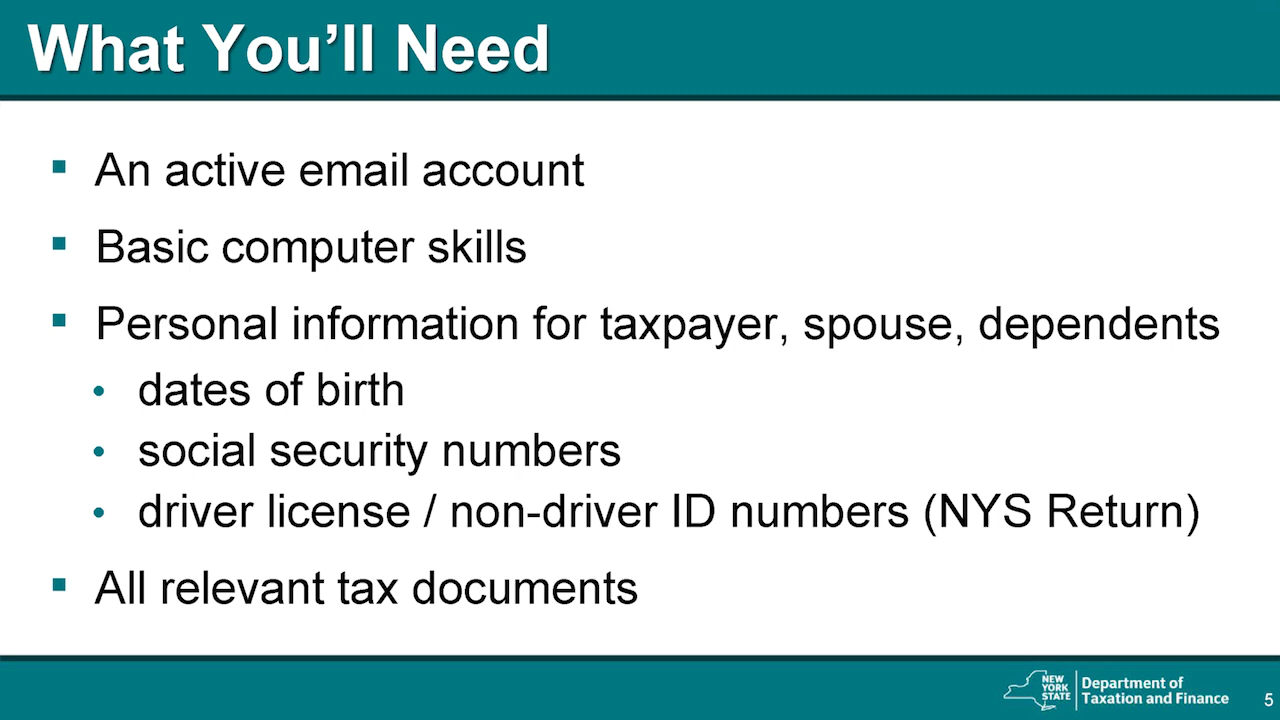 What You’ll Need
▪ An active email account
▪ Basic computer skills
▪ Personal information for taxpayer, spouse, dependents
• dates of birth
• social security numbers
• driver license / non-driver ID numbers (NYS Return)
▪ All relevant tax documents
NEW
YORK
STATE
Department of
Taxation and Finance
5